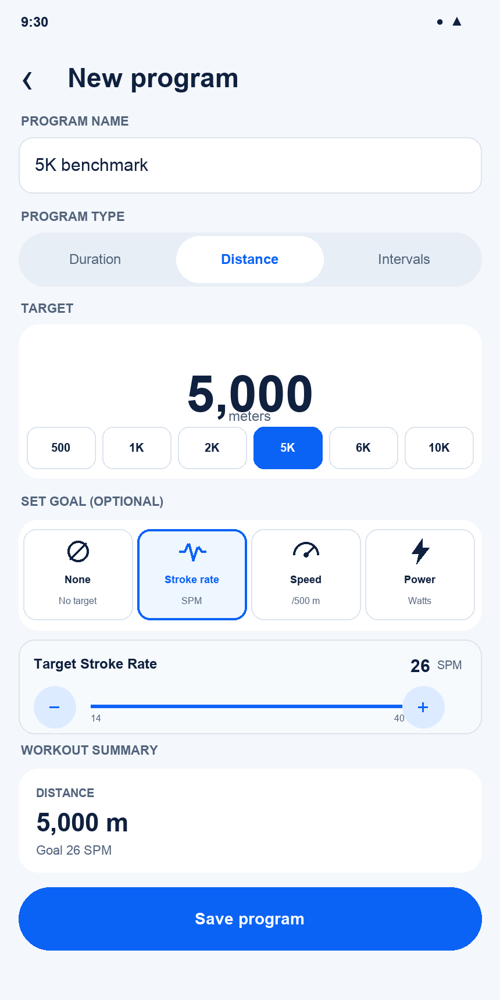 9:30
New program
PROGRAM NAME
5K benchmark
PROGRAM TYPE
Duration Distance Intervals
TARGET
5,000
meters
500 1K 2K 5K 6K 10K
SET GOAL (OPTIONAL)
None Stroke rate Speed Power
No target SPM /500 m Watts
Target Stroke Rate 26 SPM
− +
14 40
WORKOUT SUMMARY
DISTANCE
5,000 m
Goal 26 SPM
Save program